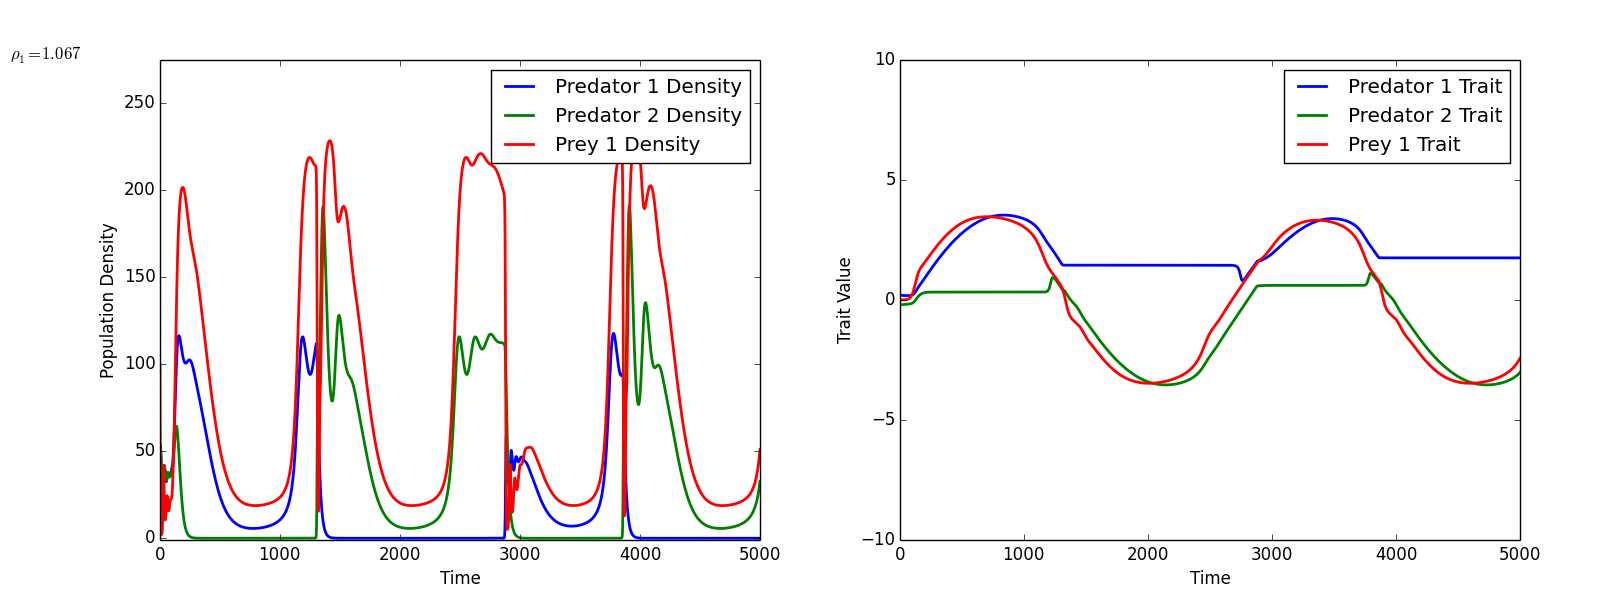 ρ₁=1.067
Population Density
250
200
150
100
50
0
0 1000 2000 3000 4000 5000
Time
Predator 1 Density
Predator 2 Density
Prey 1 Density
Trait Value
10
5
0
−5
−10
0 1000 2000 3000 4000 5000
Time
Predator 1 Trait
Predator 2 Trait
Prey 1 Trait